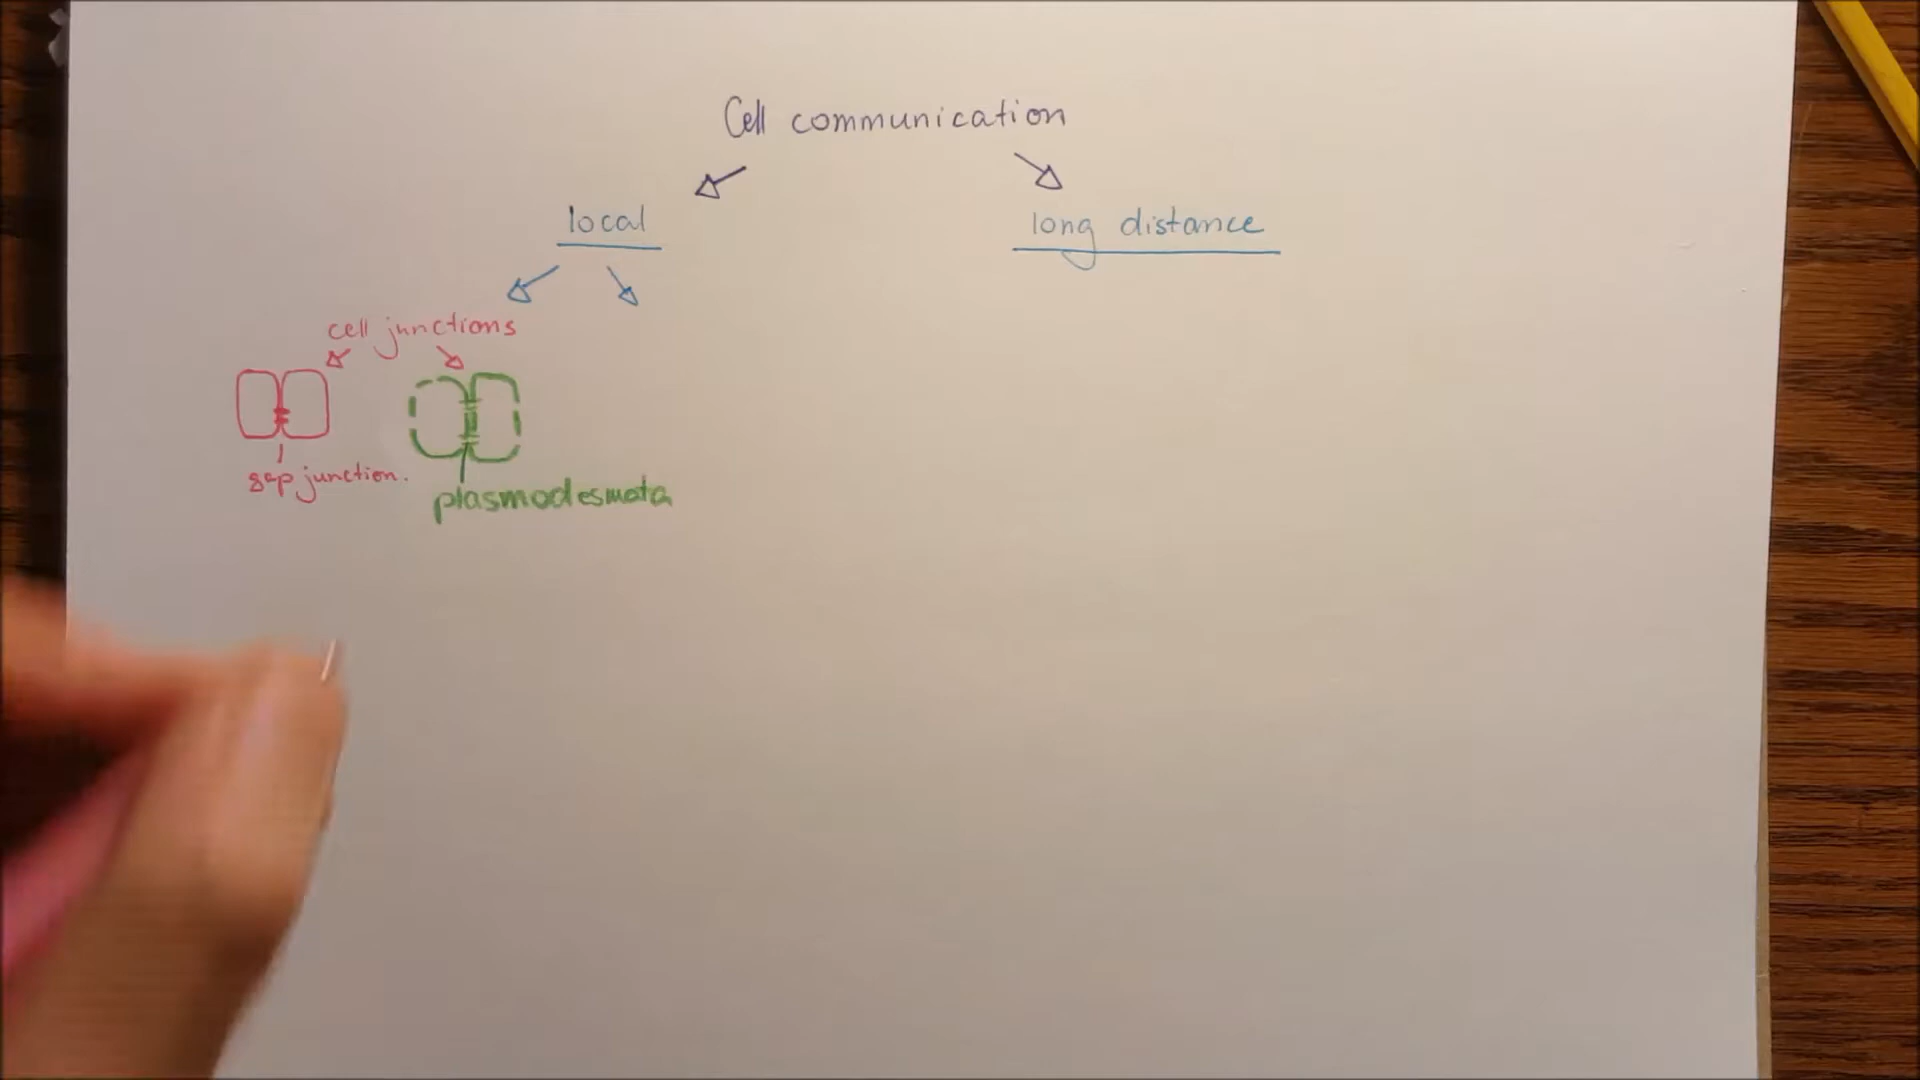 Cell communication
local
long distance
cell junctions
gap junction.
plasmodesmata